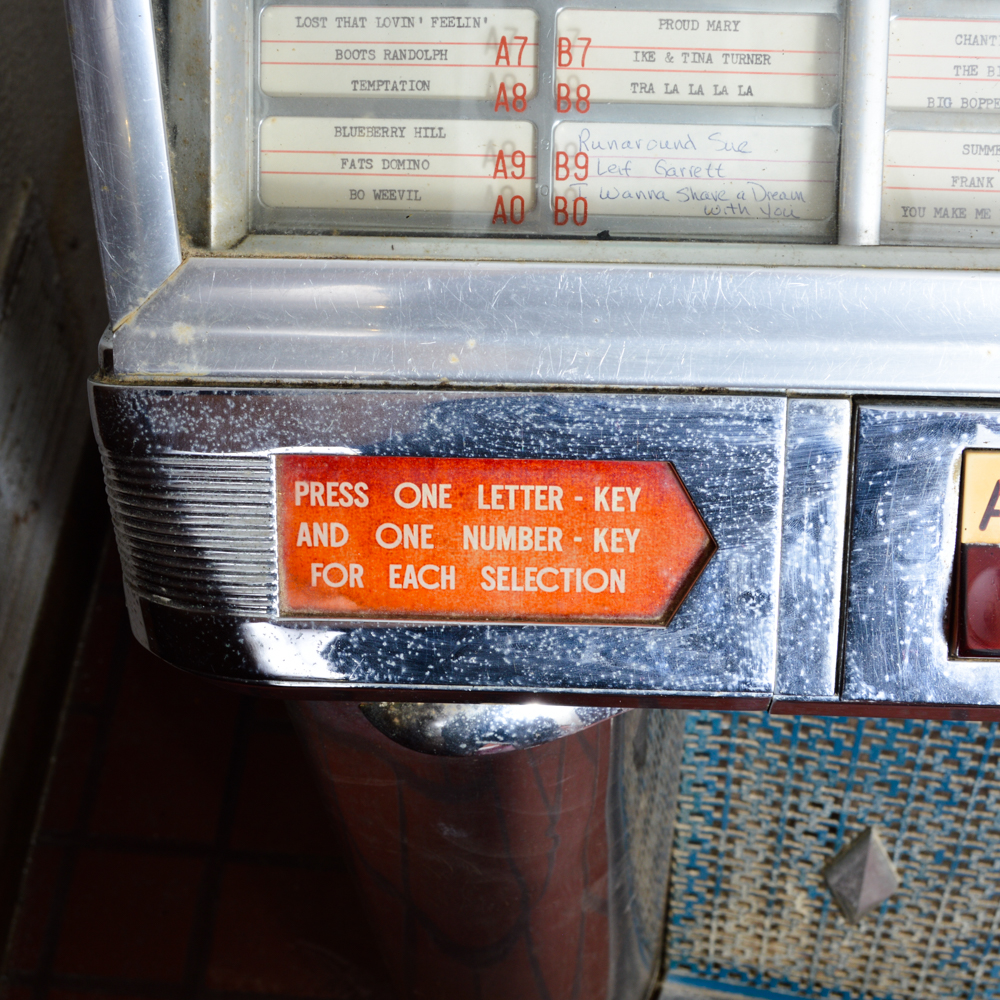 LOST THAT LOVIN' FEELIN'
BOOTS RANDOLPH A7
TEMPTATION A8
BLUEBERRY HILL
FATS DOMINO A9
BO WEEVIL A0
PROUD MARY
B7 IKE & TINA TURNER
B8 TRA LA LA LA LA
Runaround Sue
B9 Leif Garrett
B0 I Wanna Share a Dream
with You
CHANT
THE BI
BIG BOPPE
SUMME
FRANK
YOU MAKE ME
PRESS ONE LETTER - KEY
AND ONE NUMBER - KEY
FOR EACH SELECTION
A